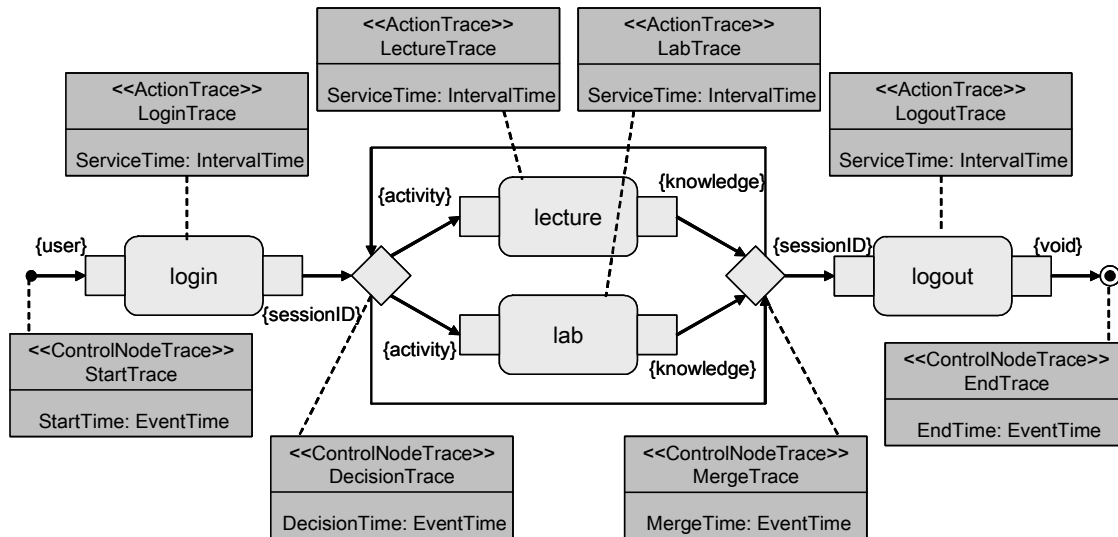 <<ActionTrace>>
LectureTrace
ServiceTime: IntervalTime
<<ActionTrace>>
LabTrace
ServiceTime: IntervalTime
<<ActionTrace>>
LoginTrace
ServiceTime: IntervalTime
<<ActionTrace>>
LogoutTrace
ServiceTime: IntervalTime
{user}
login
{sessionID}
{activity}
lecture
{knowledge}
{activity}
lab
{knowledge}
{sessionID}
logout
{void}
<<ControlNodeTrace>>
StartTrace
StartTime: EventTime
<<ControlNodeTrace>>
DecisionTrace
DecisionTime: EventTime
<<ControlNodeTrace>>
MergeTrace
MergeTime: EventTime
<<ControlNodeTrace>>
EndTrace
EndTime: EventTime